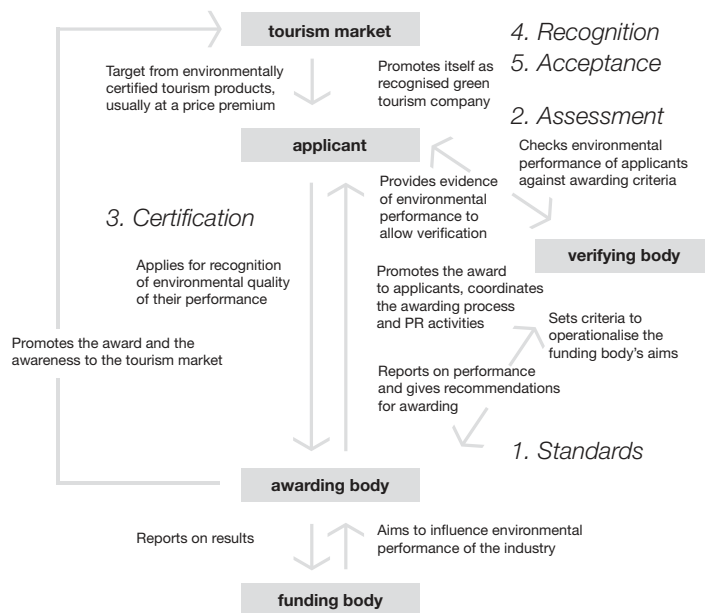 tourism market
4. Recognition
5. Acceptance
Target from environmentally
certified tourism products,
usually at a price premium
Promotes itself as
recognised green
tourism company
2. Assessment
Checks environmental
performance of applicants
against awarding criteria
applicant
Provides evidence
of environmental
performance to
allow verification
3. Certification
verifying body
Applies for recognition
of environmental quality
of their performance
Promotes the award
to applicants, coordinates
the awarding process
and PR activities
Sets criteria to
operationalise the
funding body's aims
Promotes the award and the
awareness to the tourism market
Reports on performance
and gives recommendations
for awarding
1. Standards
awarding body
Reports on results
Aims to influence environmental
performance of the industry
funding body